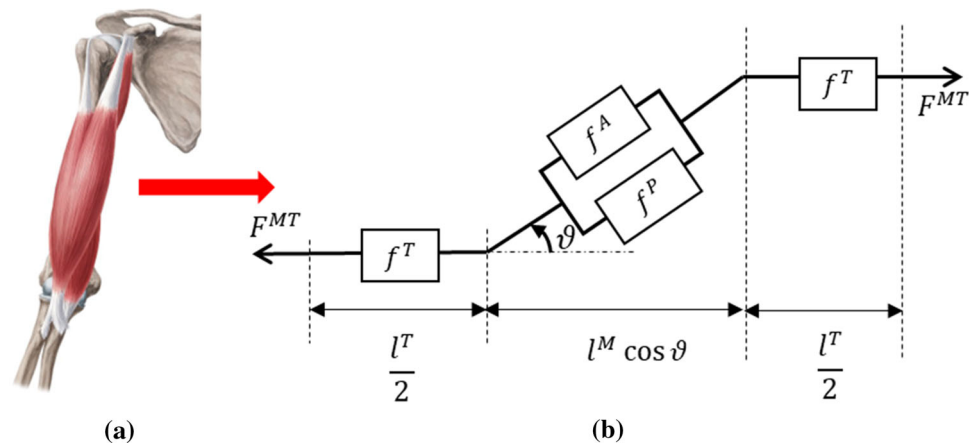 f^T
F^{MT}
f^A
f^P
F^{MT}
ϑ
f^T
l^T
2
l^M cos ϑ
l^T
2
(a)
(b)